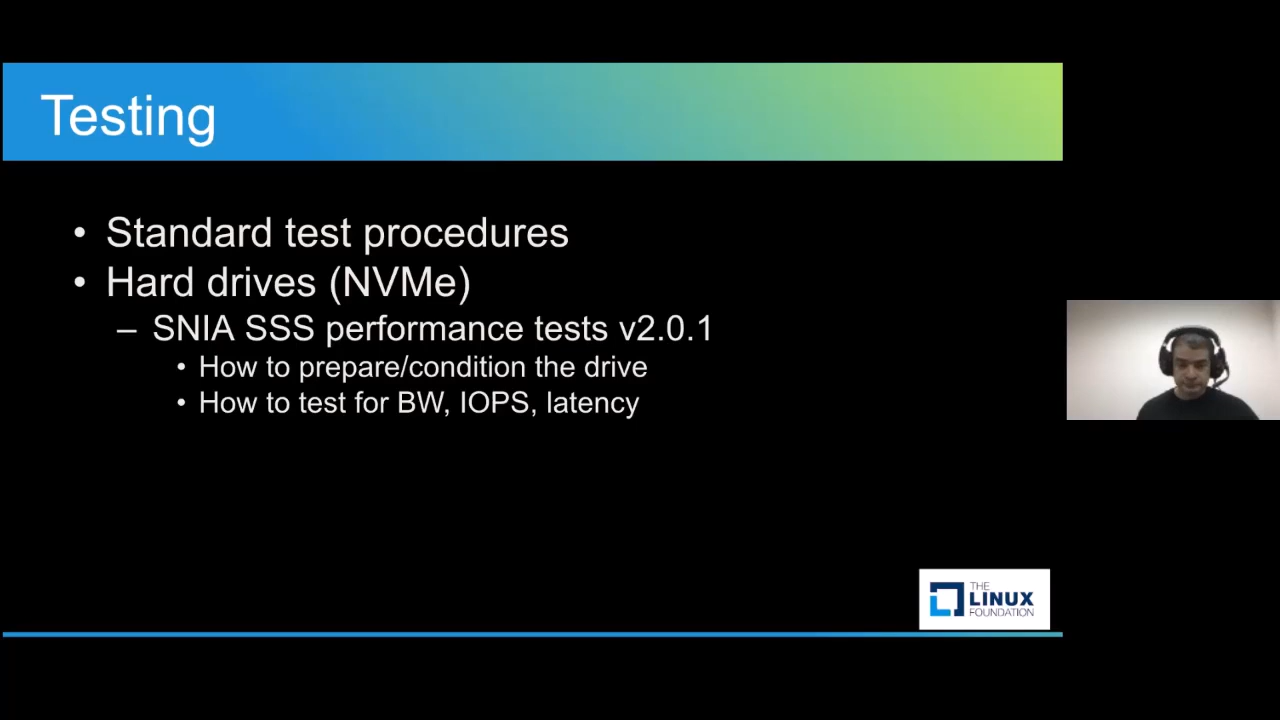 Testing
• Standard test procedures
• Hard drives (NVMe)
– SNIA SSS performance tests v2.0.1
• How to prepare/condition the drive
• How to test for BW, IOPS, latency
THE
LINUX
FOUNDATION